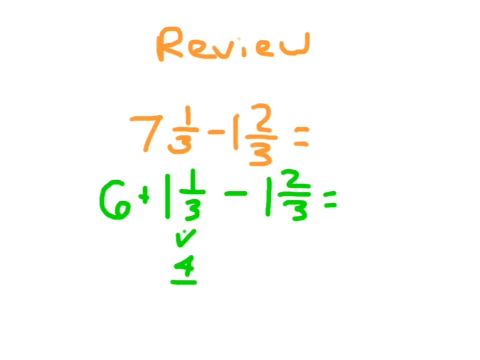 Review
7 1/3 - 1 2/3 =
6 + 1 1/3 - 1 2/3 =
4